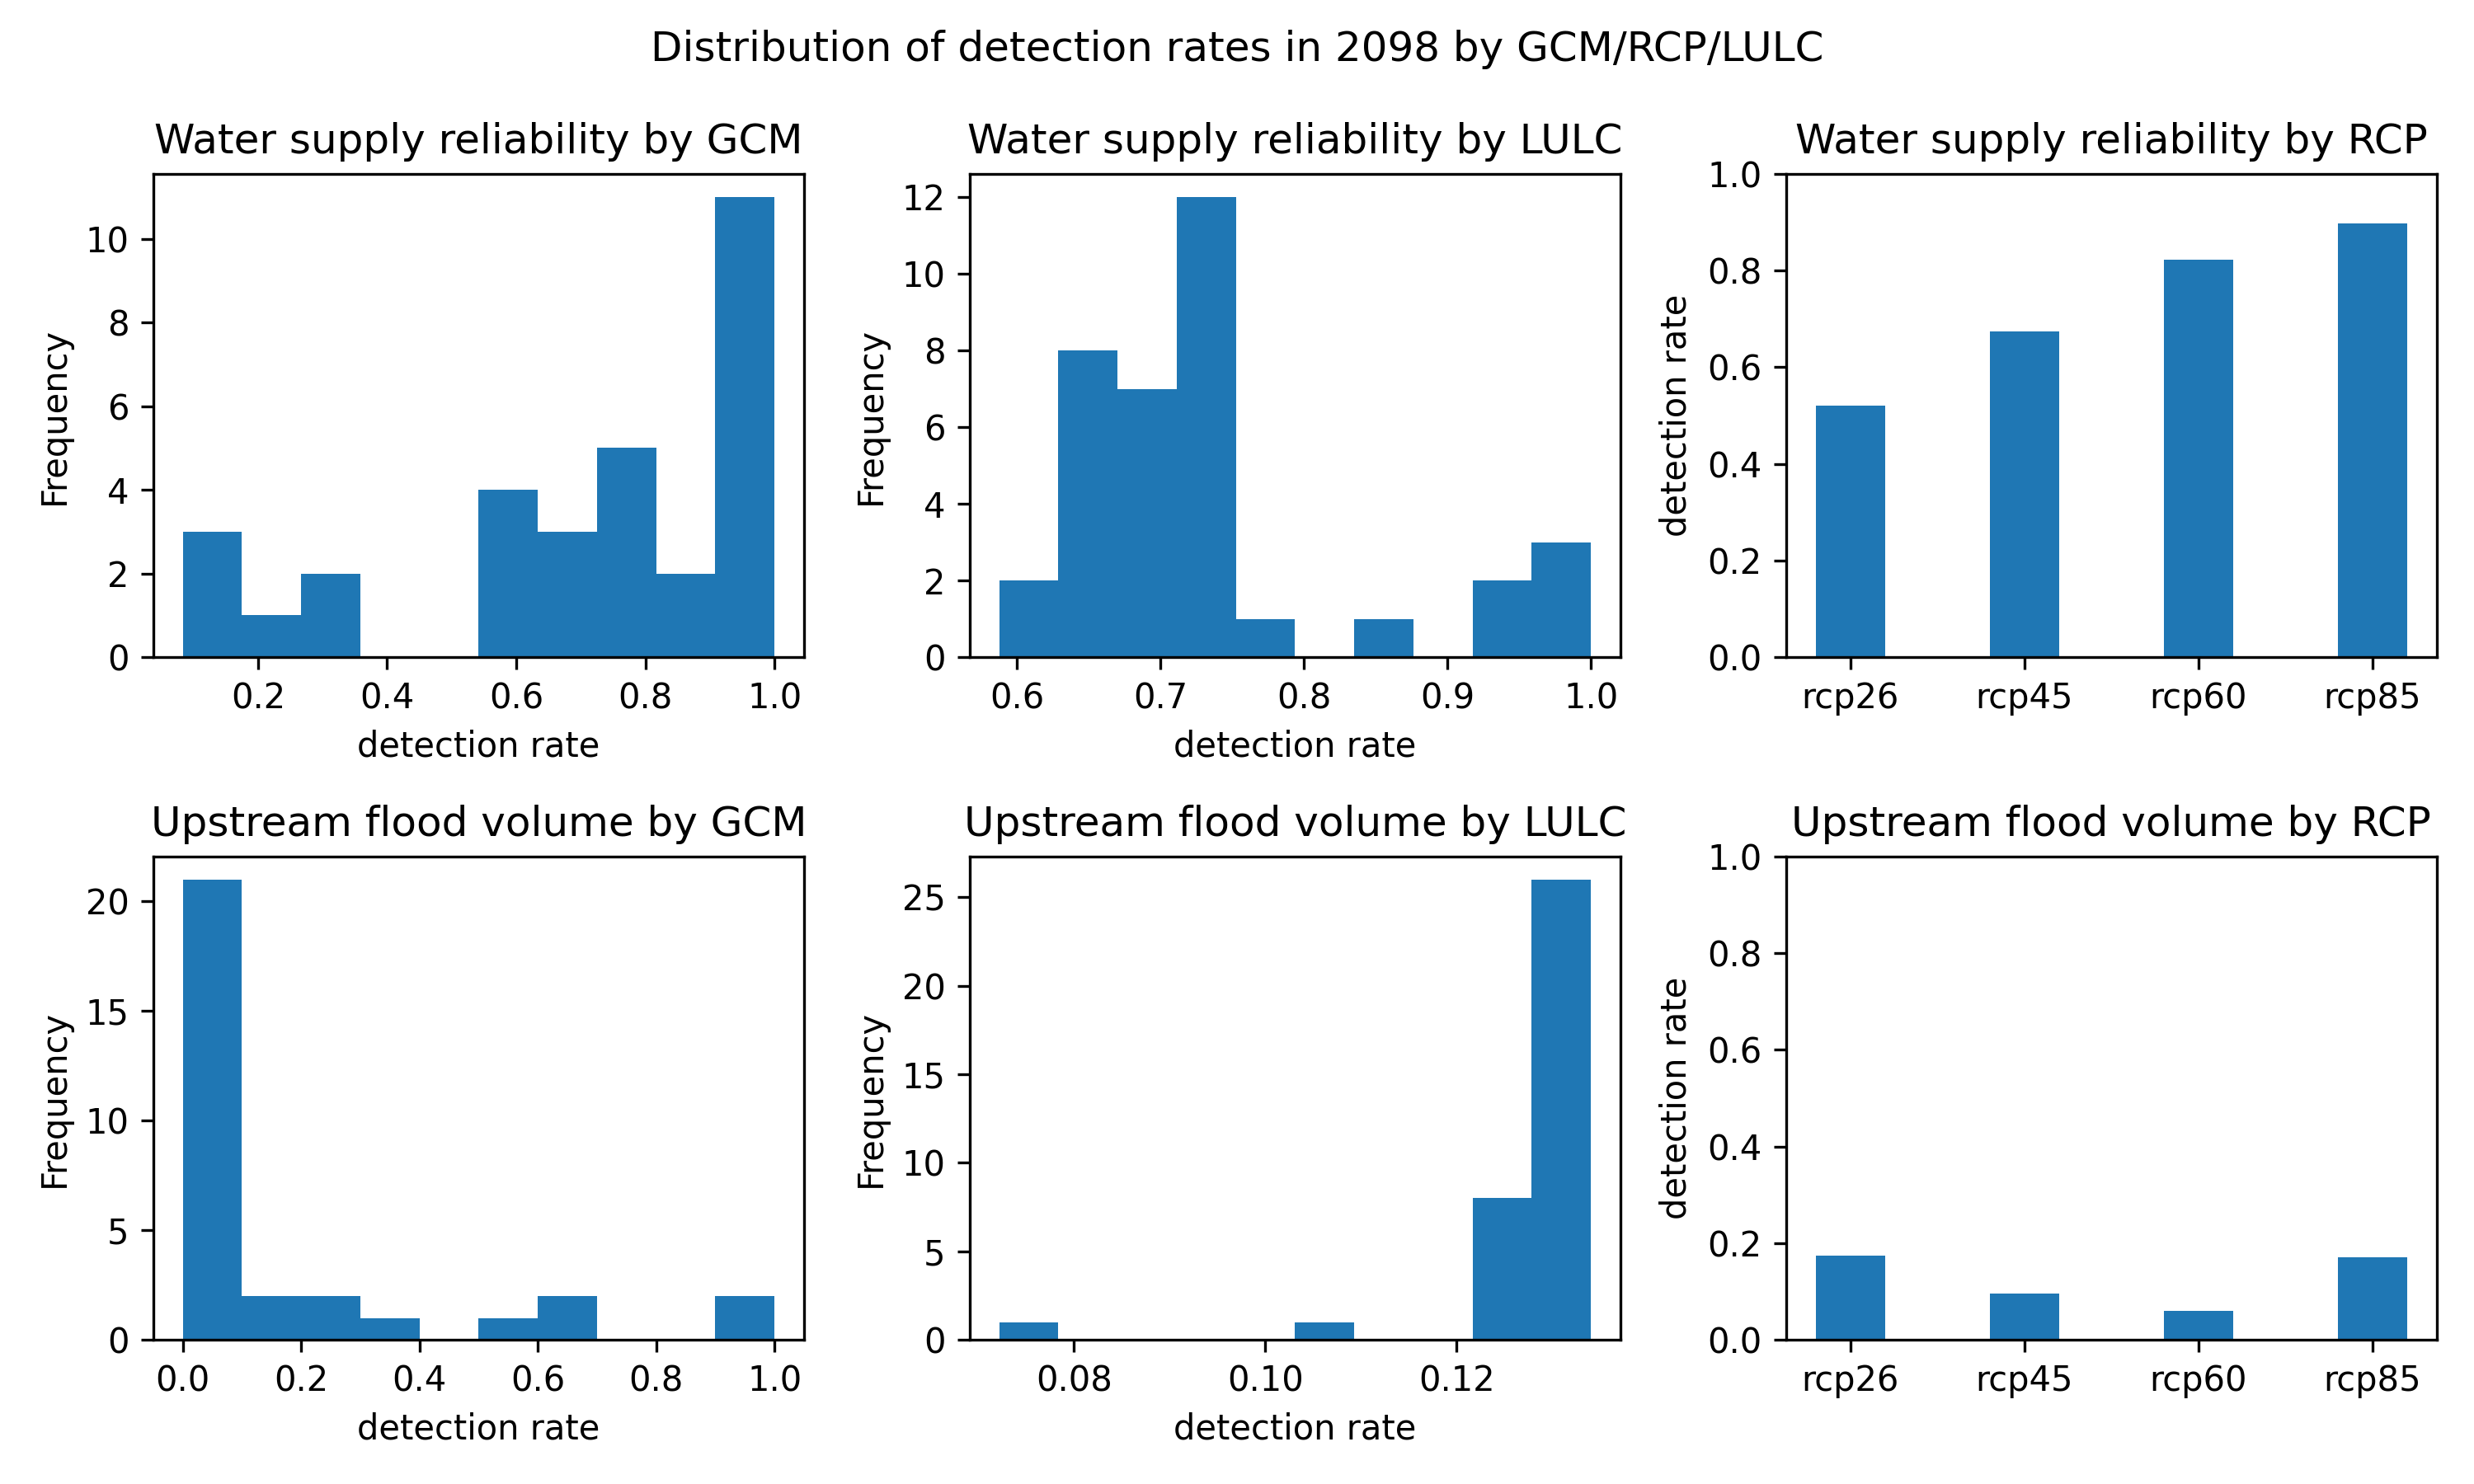 Distribution of detection rates in 2098 by GCM/RCP/LULC
Water supply reliability by GCM
Frequency
10
8
6
4
2
0
0.2 0.4 0.6 0.8 1.0
detection rate
Water supply reliability by LULC
Frequency
12
10
8
6
4
2
0
0.6 0.7 0.8 0.9 1.0
detection rate
Water supply reliability by RCP
detection rate
1.0
0.8
0.6
0.4
0.2
0.0
rcp26 rcp45 rcp60 rcp85
Upstream flood volume by GCM
Frequency
20
15
10
5
0
0.0 0.2 0.4 0.6 0.8 1.0
detection rate
Upstream flood volume by LULC
Frequency
25
20
15
10
5
0
0.08 0.10 0.12
detection rate
Upstream flood volume by RCP
detection rate
1.0
0.8
0.6
0.4
0.2
0.0
rcp26 rcp45 rcp60 rcp85